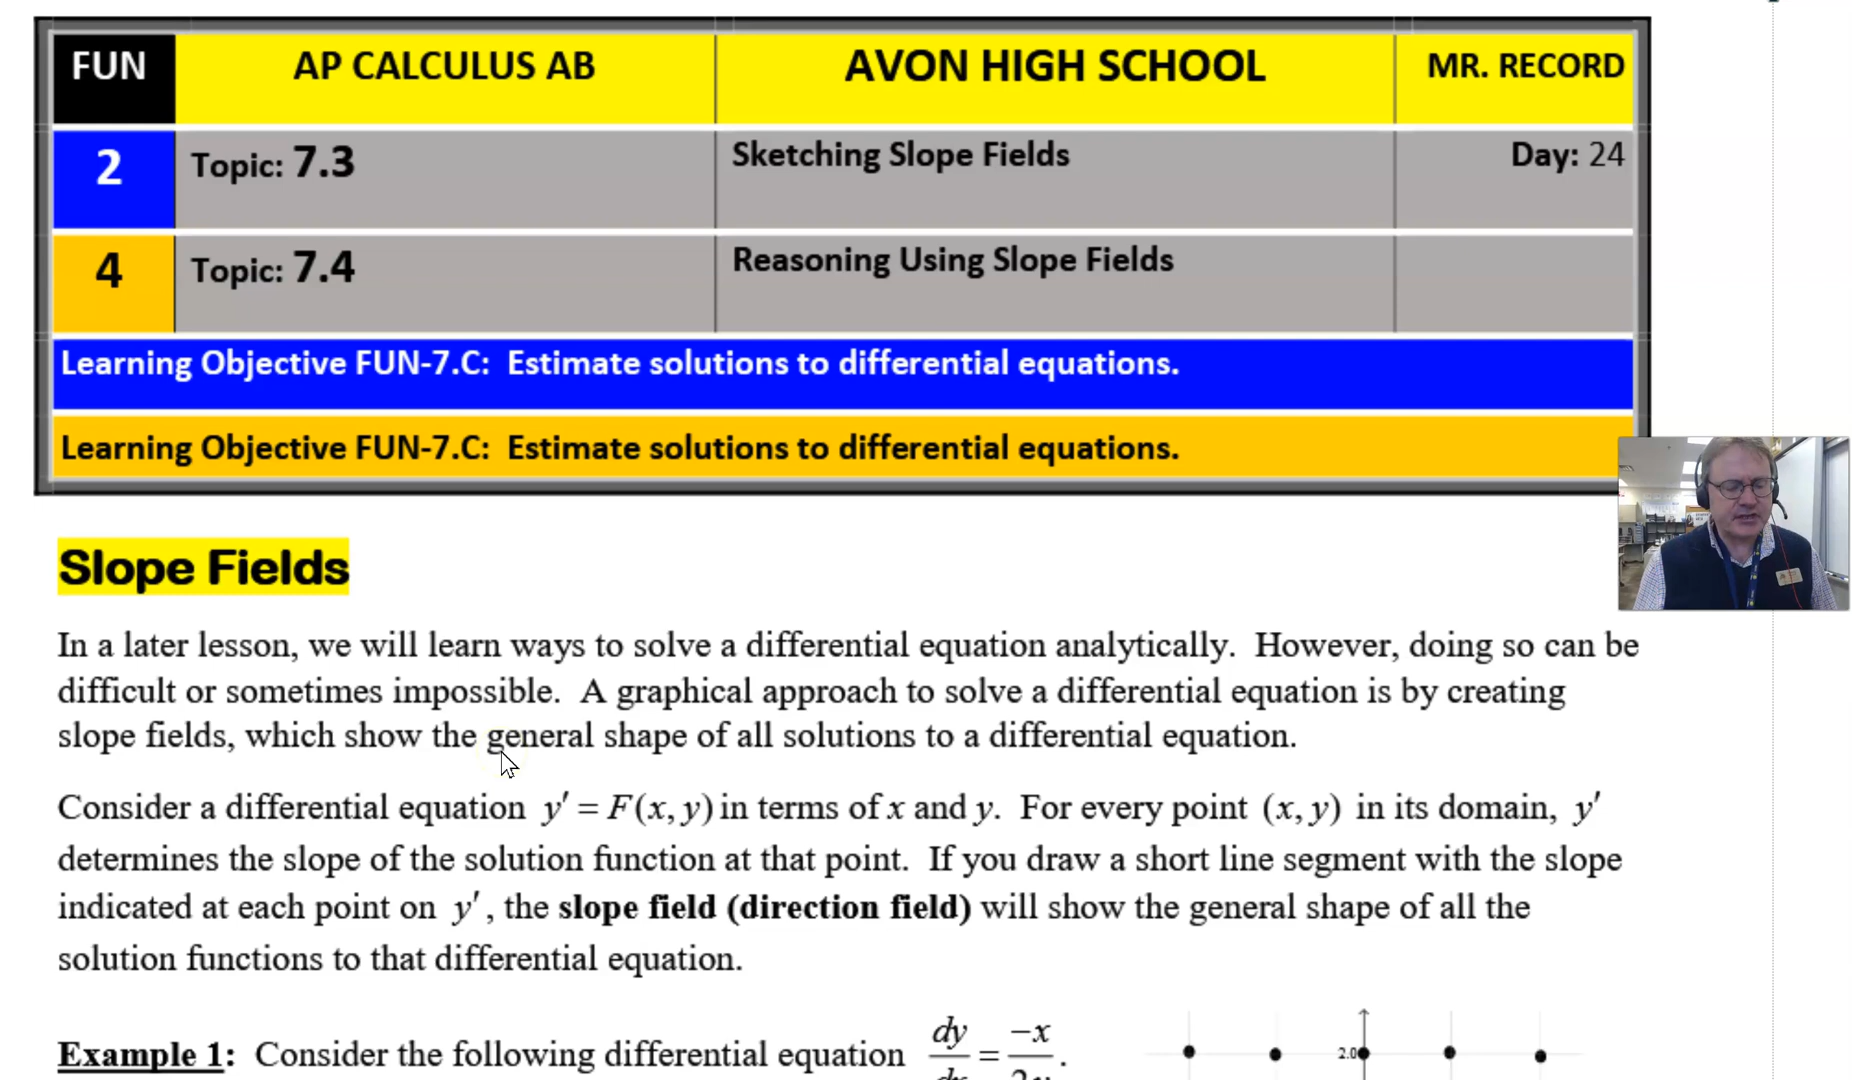 FUN AP CALCULUS AB AVON HIGH SCHOOL MR. RECORD
2 Topic: 7.3 Sketching Slope Fields Day: 24
4 Topic: 7.4 Reasoning Using Slope Fields
Learning Objective FUN-7.C: Estimate solutions to differential equations.
Learning Objective FUN-7.C: Estimate solutions to differential equations.
Slope Fields
In a later lesson, we will learn ways to solve a differential equation analytically. However, doing so can be
difficult or sometimes impossible. A graphical approach to solve a differential equation is by creating
slope fields, which show the general shape of all solutions to a differential equation.
Consider a differential equation y′ = F(x, y) in terms of x and y. For every point (x, y) in its domain, y′
determines the slope of the solution function at that point. If you draw a short line segment with the slope
indicated at each point on y′, the slope field (direction field) will show the general shape of all the
solution functions to that differential equation.
Example 1: Consider the following differential equation dy/dx = −x/2y.
2.0